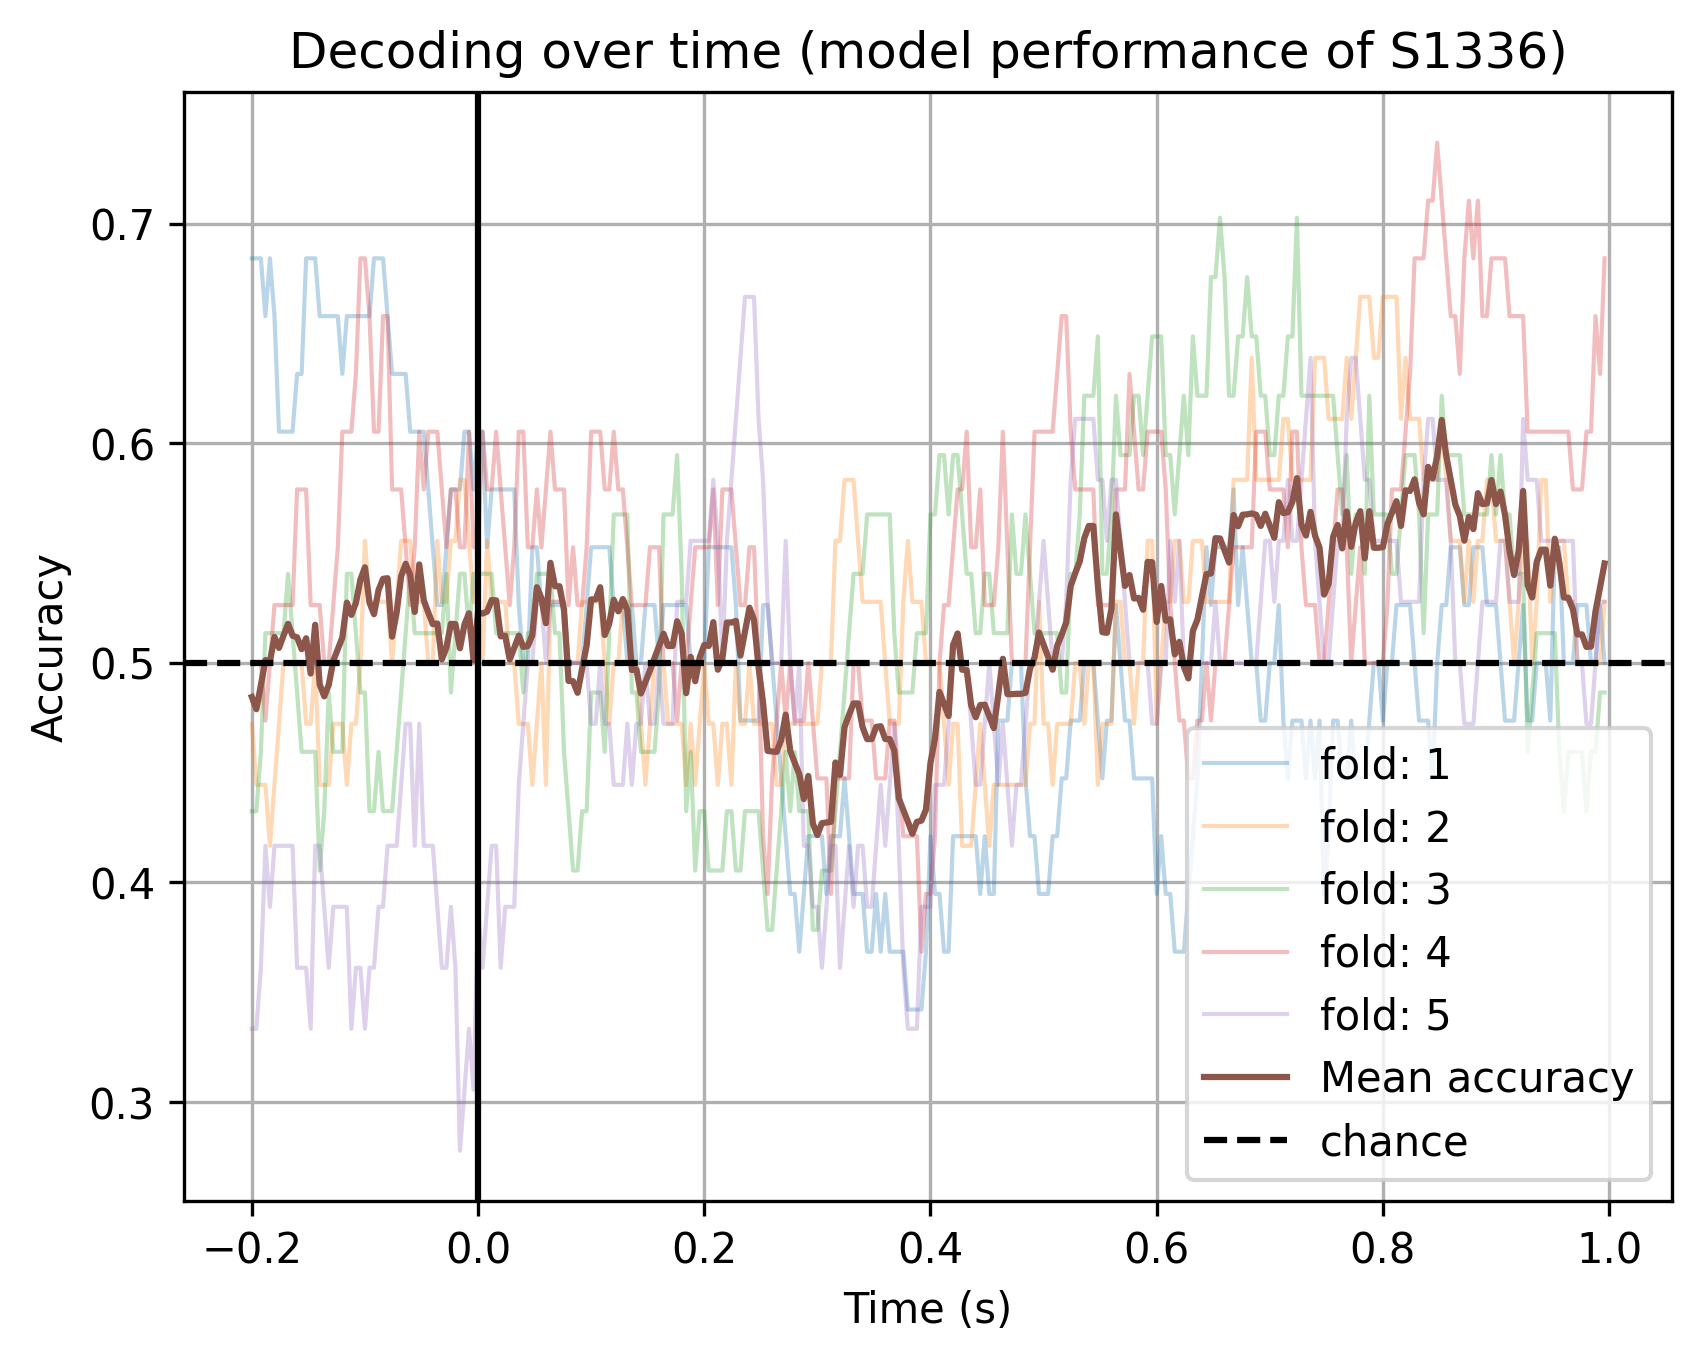 Decoding over time (model performance of S1336)
Accuracy
0.7
0.6
0.5
0.4
0.3
−0.2 0.0 0.2 0.4 0.6 0.8 1.0
Time (s)
fold: 1
fold: 2
fold: 3
fold: 4
fold: 5
Mean accuracy
chance